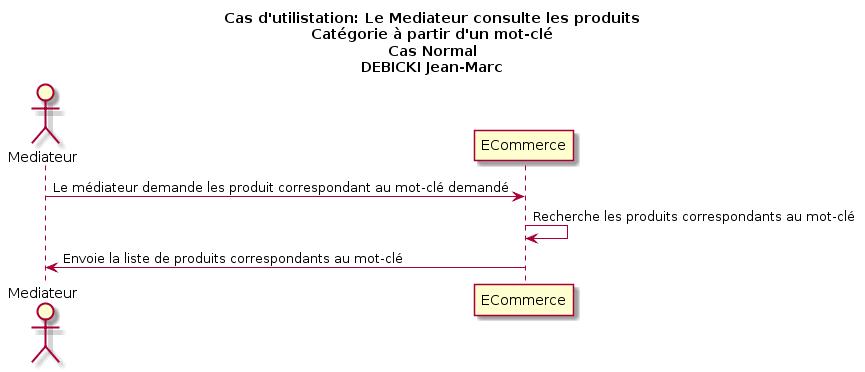 Cas d'utilistation: Le Mediateur consulte les produits
Catégorie à partir d'un mot-clé
Cas Normal
DEBICKI Jean-Marc
Mediateur
ECommerce
Le médiateur demande les produit correspondant au mot-clé demandé
Recherche les produits correspondants au mot-clé
Envoie la liste de produits correspondants au mot-clé
Mediateur
ECommerce